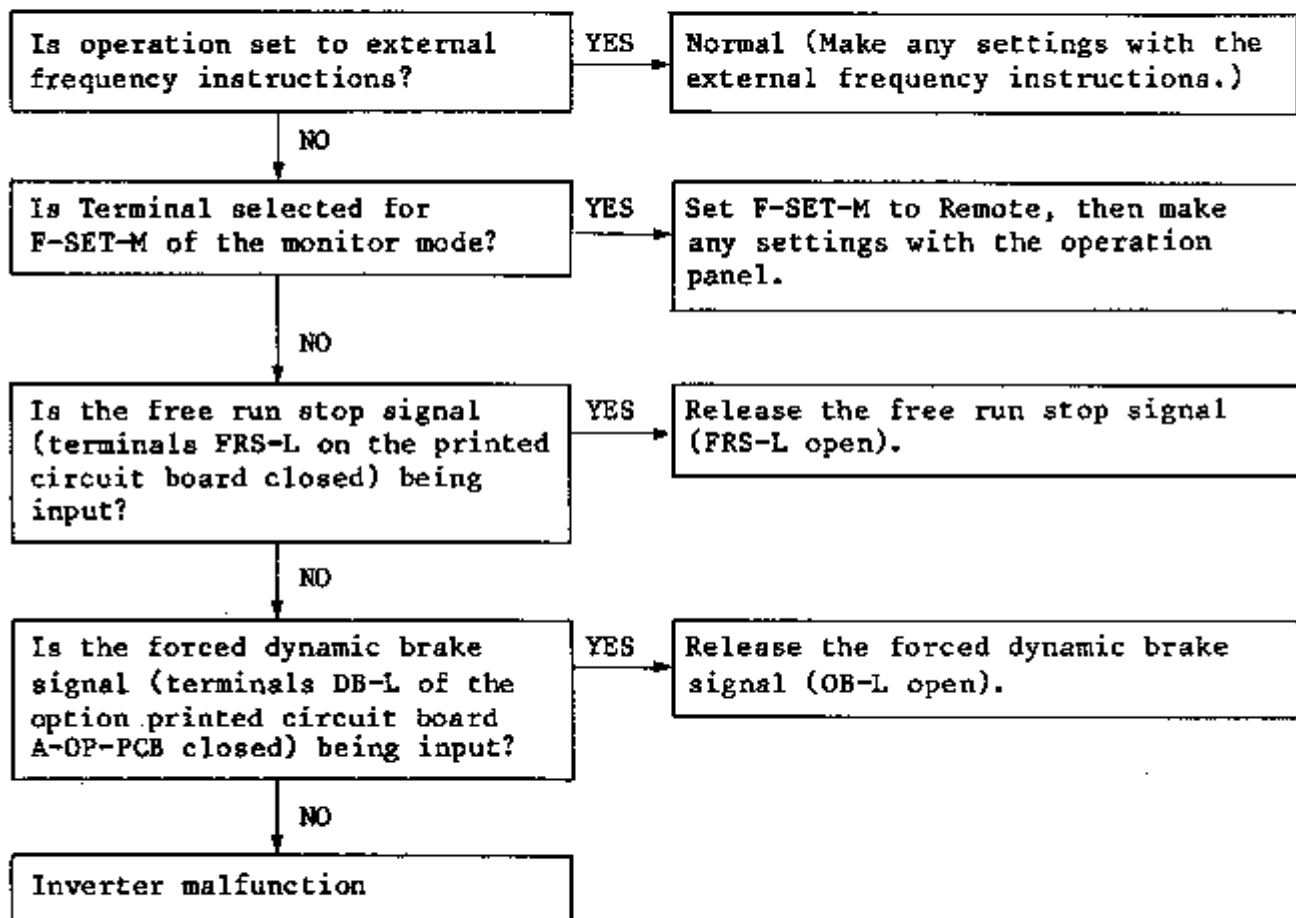 Is operation set to external
frequency instructions?
YES
Normal (Make any settings with the
external frequency instructions.)
NO
Is Terminal selected for
F-SET-M of the monitor mode?
YES
Set F-SET-M to Remote, then make
any settings with the operation
panel.
NO
Is the free run stop signal
(terminals FRS-L on the printed
circuit board closed) being
input?
YES
Release the free run stop signal
(FRS-L open).
NO
Is the forced dynamic brake
signal (terminals DB-L of the
option printed circuit board
A-OP-PCB closed) being input?
YES
Release the forced dynamic brake
signal (OB-L open).
NO
Inverter malfunction